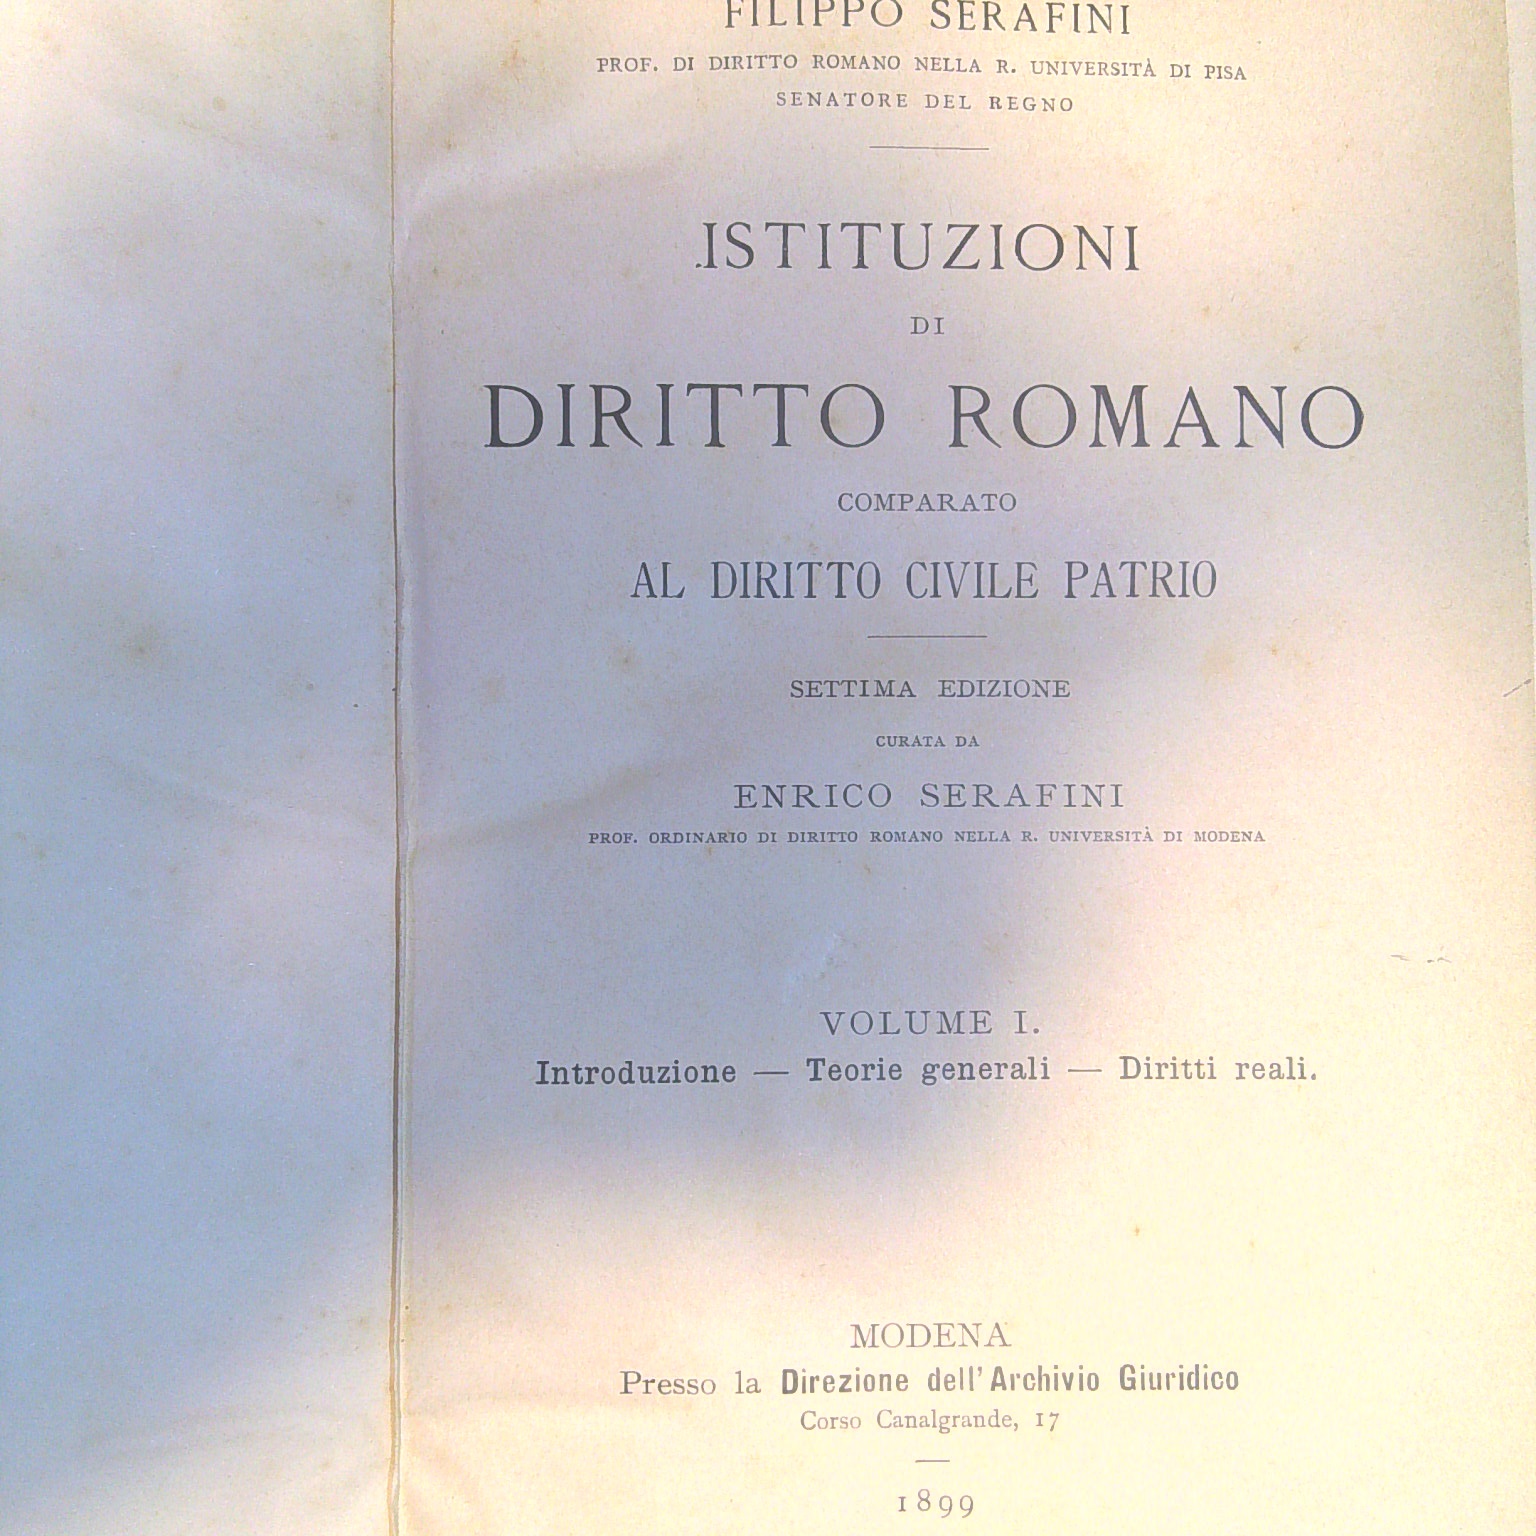 FILIPPO SERAFINI
PROF. DI DIRITTO ROMANO NELLA R. UNIVERSITÀ DI PISA
SENATORE DEL REGNO
ISTITUZIONI
DI
DIRITTO ROMANO
COMPARATO
AL DIRITTO CIVILE PATRIO
SETTIMA EDIZIONE
CURATA DA
ENRICO SERAFINI
PROF. ORDINARIO DI DIRITTO ROMANO NELLA R. UNIVERSITÀ DI MODENA
VOLUME I.
Introduzione — Teorie generali — Diritti reali.
MODENA
Presso la Direzione dell'Archivio Giuridico
Corso Canalgrande, 17
1899